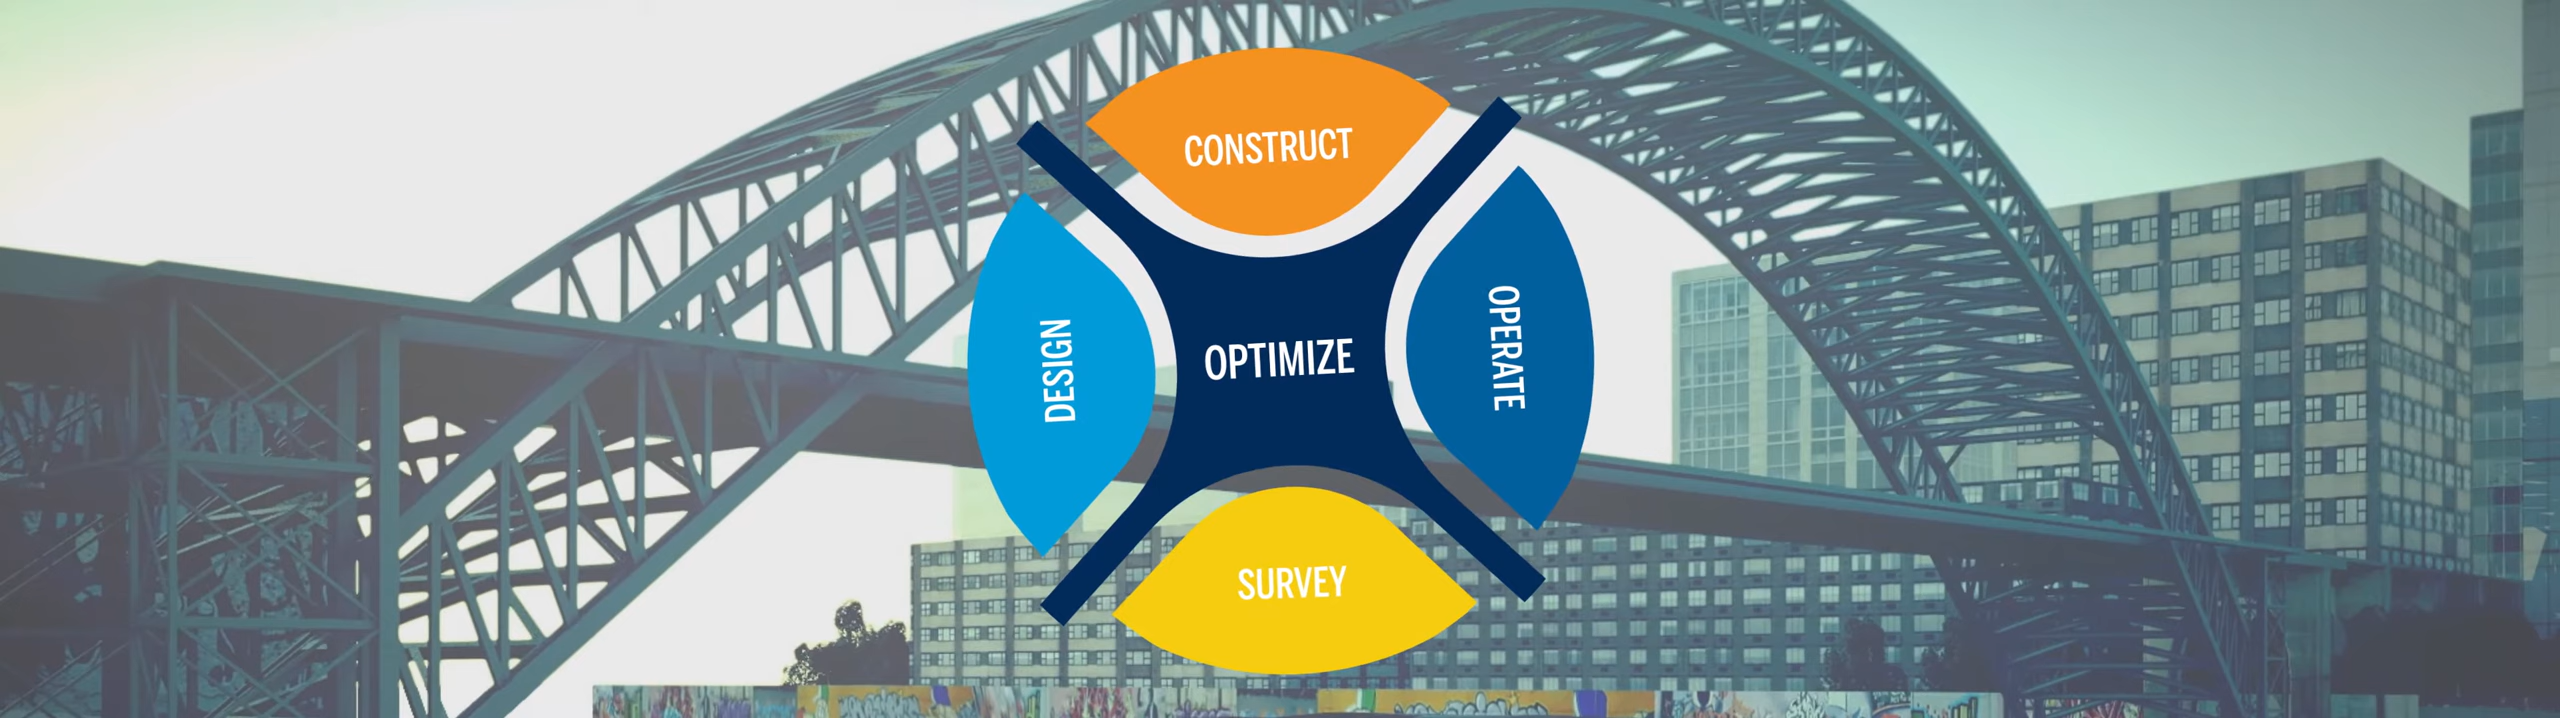 CONSTRUCT
DESIGN
OPTIMIZE
OPERATE
SURVEY